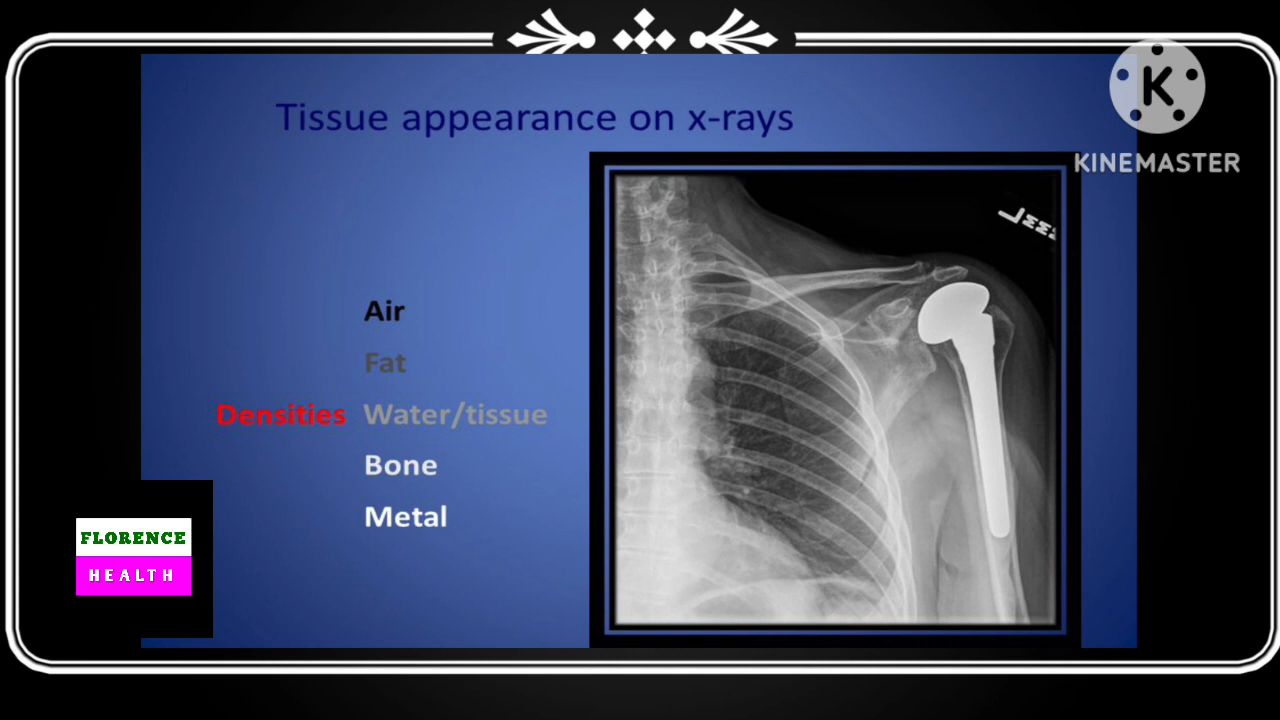 Tissue appearance on x-rays
K
KINEMASTER
Air
Fat
Densities Water/tissue
Bone
Metal
FLORENCE
HEALTH